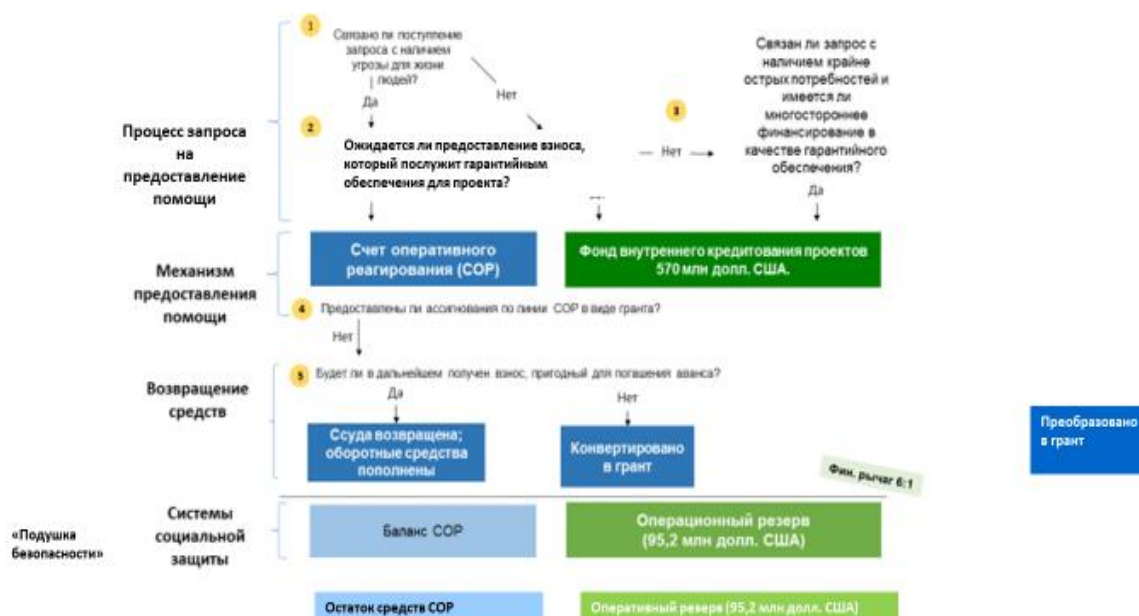 1
Связано ли поступление
запроса с наличием
угрозы для жизни
людей?
Да
Нет
Связан ли запрос с
наличием крайне
острых потребностей и
имеется ли
многостороннее
финансирование в
качестве гарантийного
обеспечения?
Да
Процесс запроса
на
предоставление
помощи
2
Ожидается ли предоставление взноса,
который послужит гарантийным
обеспечения для проекта?
3
Нет
Механизм
предоставления
помощи
Счет оперативного
реагирования (СОР)
Фонд внутреннего кредитования проектов
570 млн долл. США.
4
Предоставлены ли ассигнования по линии СОР в виде гранта?
Нет
Возвращение
средств
5
Будет ли в дальнейшем получен взнос, пригодный для погашения аванса?
Да
Нет
Ссуда возвращена;
оборотные средства
пополнены
Конвертировано
в грант
Преобразовано
в грант
Фин. рычаг 6:1
«Подушка
безопасности»
Системы
социальной
защиты
Баланс СОР
Операционный резерв
(95,2 млн долл. США)
Остаток средств СОР
Оперативный резерв (95,2 млн долл. США)